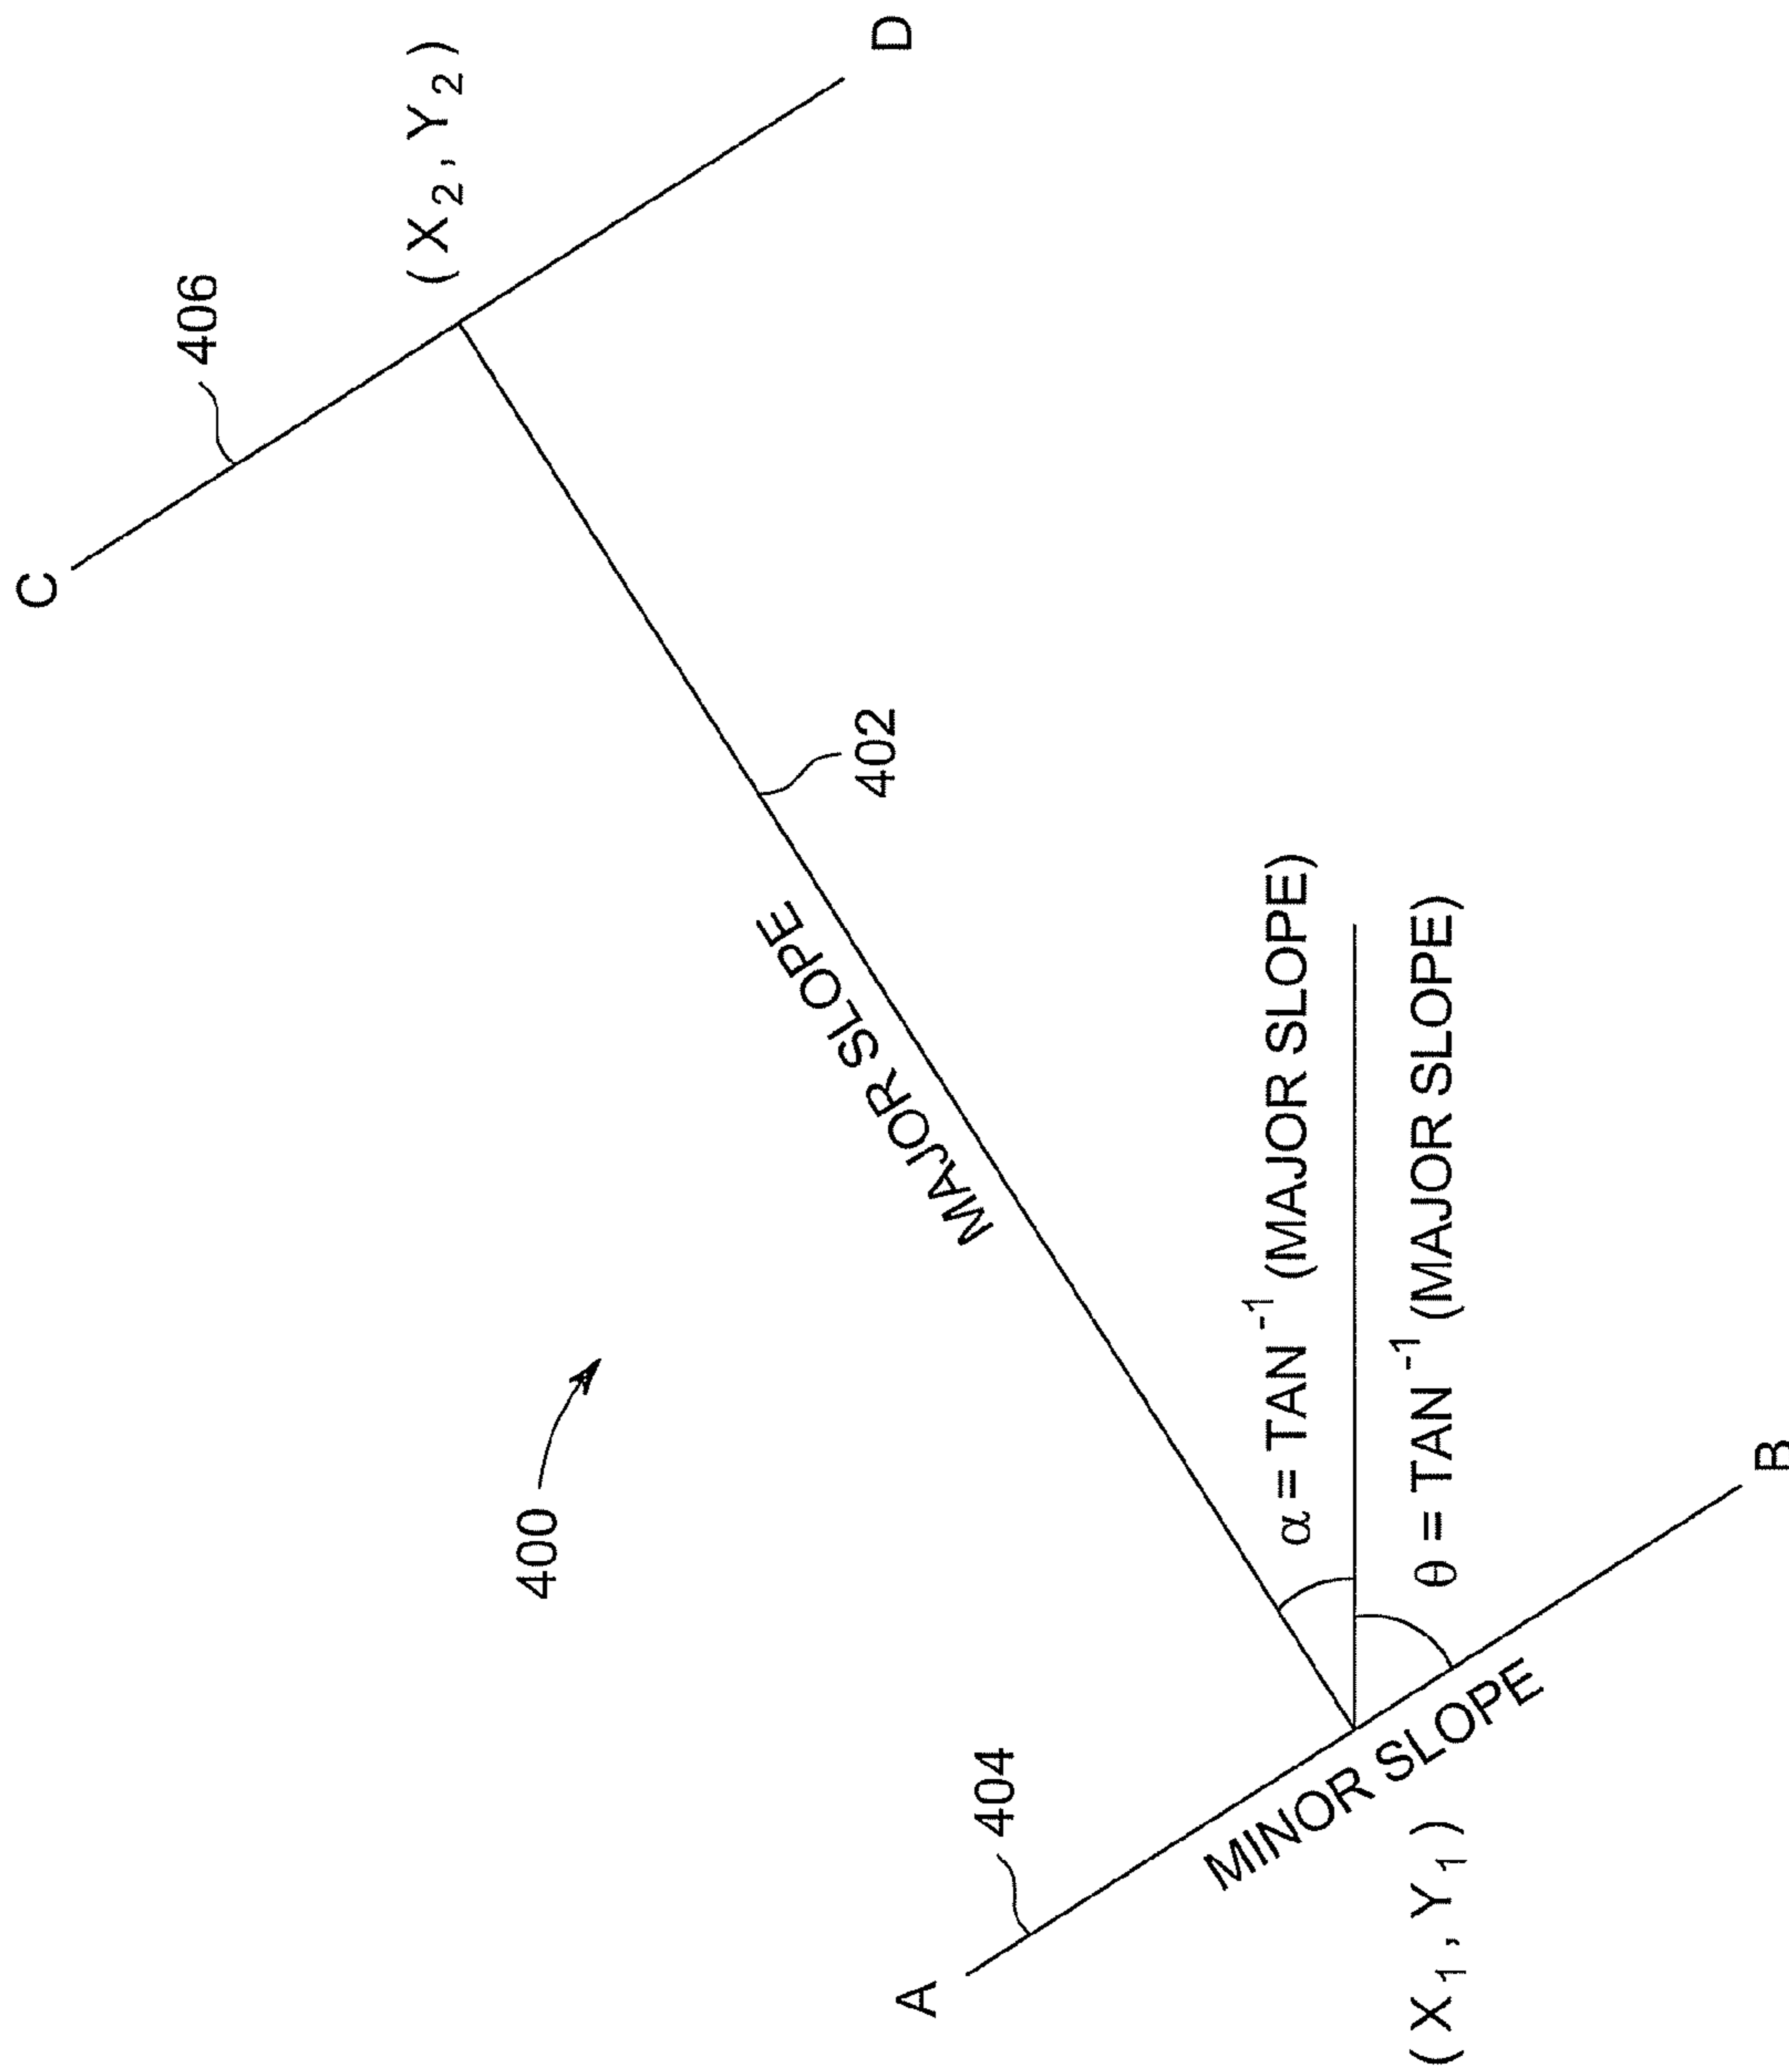 C
406
(X₂, Y₂)
D
400
MAJOR SLOPE
402
A
404
MINOR SLOPE
(X₁, Y₁)
α = TAN⁻¹ (MAJOR SLOPE)
θ = TAN⁻¹ (MAJOR SLOPE)
B